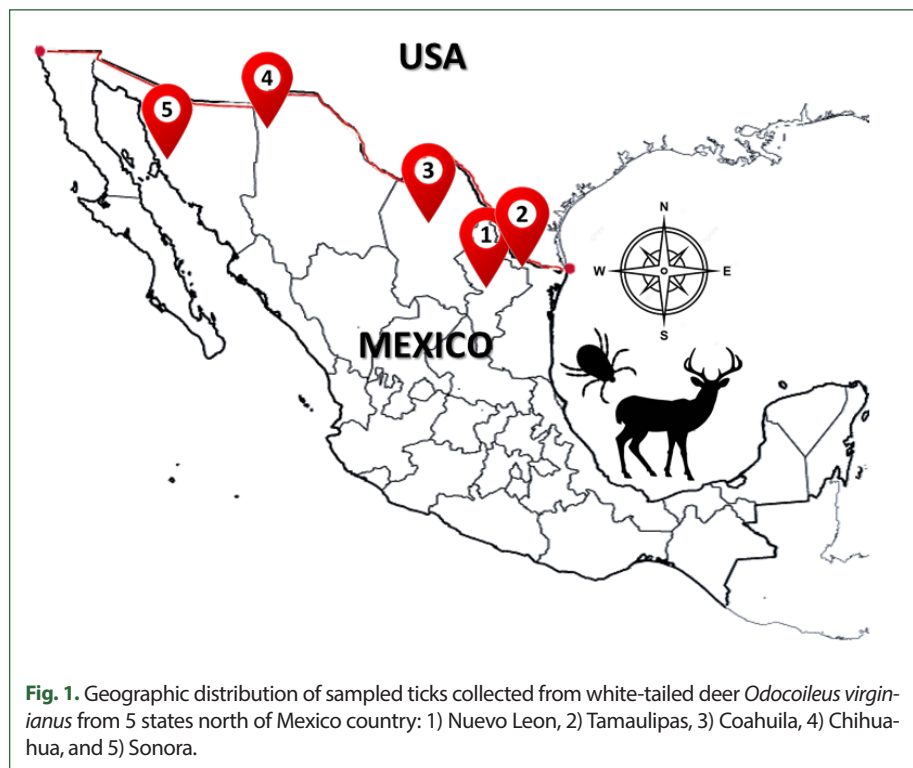 USA
4
5
3
2
1
N
W E
S
MEXICO
Fig. 1. Geographic distribution of sampled ticks collected from white-tailed deer Odocoileus virgin-
ianus from 5 states north of Mexico country: 1) Nuevo Leon, 2) Tamaulipas, 3) Coahuila, 4) Chihua-
hua, and 5) Sonora.